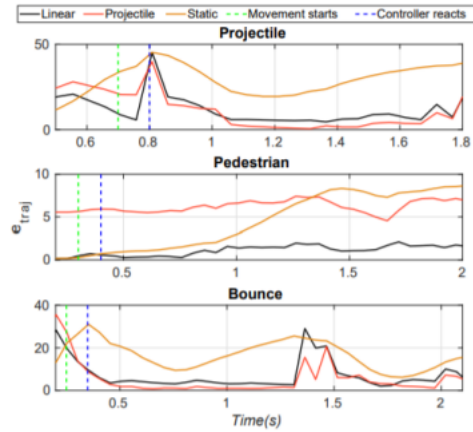 Linear Projectile Static Movement starts Controller reacts
Projectile
50
0
0.6 0.8 1 1.2 1.4 1.6 1.8
Pedestrian
10
5
0
0.5 1 1.5 2
e traj
Bounce
40
20
0
0.5 1 1.5 2
Time(s)